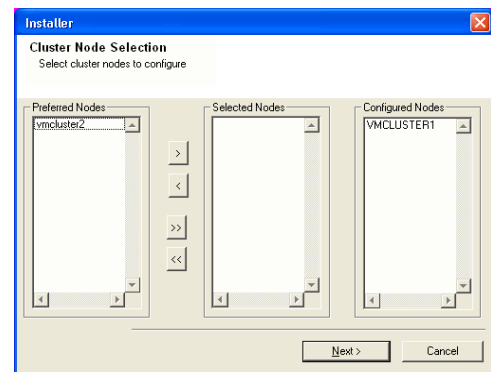 Installer
Cluster Node Selection
Select cluster nodes to configure
Preferred Nodes
vmcluster2
Selected Nodes
Configured Nodes
VMCLUSTER1
>
<
>>
<<
Next >
Cancel